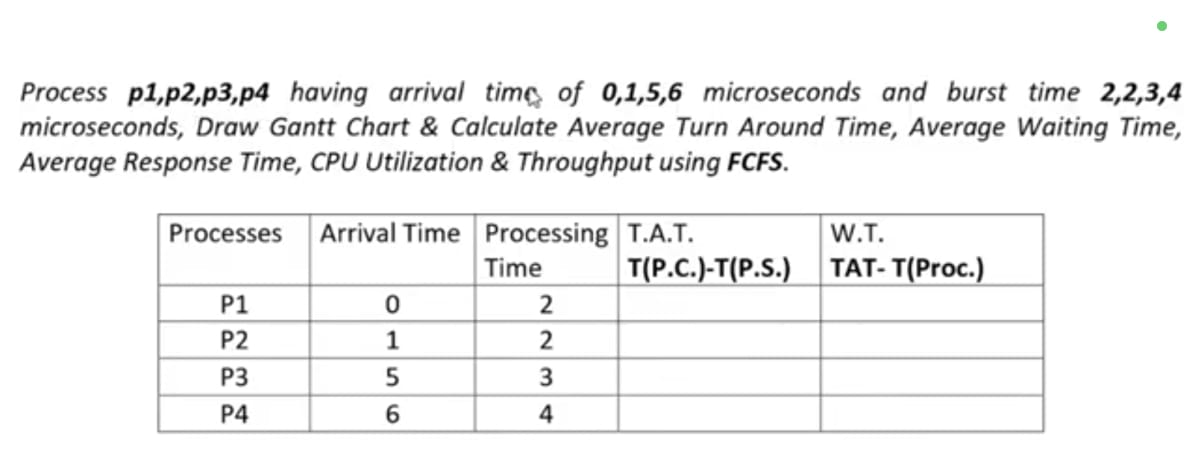 Process p1,p2,p3,p4 having arrival time of 0,1,5,6 microseconds and burst time 2,2,3,4
microseconds, Draw Gantt Chart & Calculate Average Turn Around Time, Average Waiting Time,
Average Response Time, CPU Utilization & Throughput using FCFS.
Processes Arrival Time Processing Time T.A.T. T(P.C.)-T(P.S.) W.T. TAT- T(Proc.)
P1 0 2
P2 1 2
P3 5 3
P4 6 4